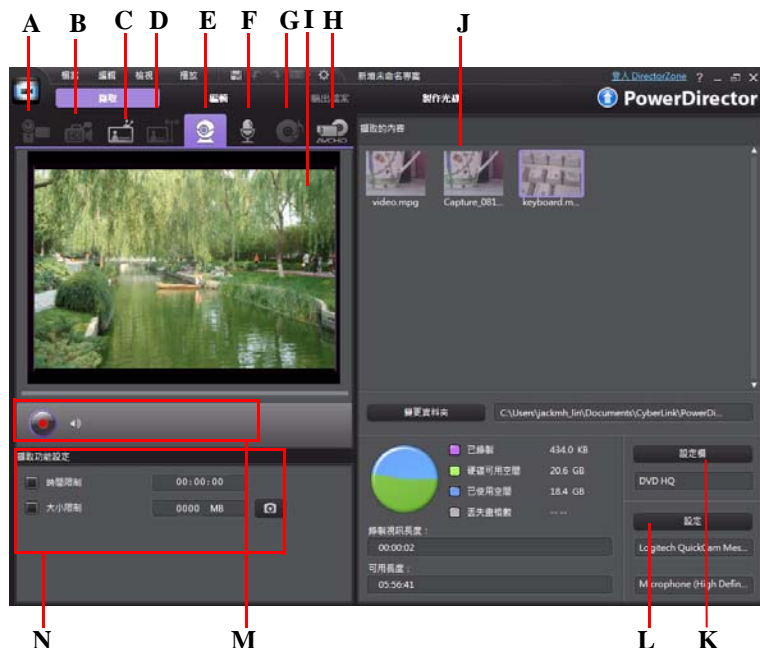 A B C D E F G I H J
檔案 編輯 檢視 播放 新增未命名專案 登入 DirectorZone ? _ X
擷取 編輯 輸出檔案 製作光碟 PowerDirector
AVCHD
擷取的內容
video.mpg Capture_081... keyboard.m...
變更資料夾 C:\Users\jackmh_lin\Documents\CyberLink\PowerDi...
擷取功能設定
時間限制 00:00:00
大小限制 0000 MB
已錄製 434.0 KB
硬碟可用空間 20.6 GB
已使用空間 18.4 GB
丟失畫格數 -- --
錄製視訊長度：
00:00:02
可用長度：
05:56:41
設定檔
DVD HQ
設定
Logitech QuickCam Mes...
Microphone (High Defin...
N M L K